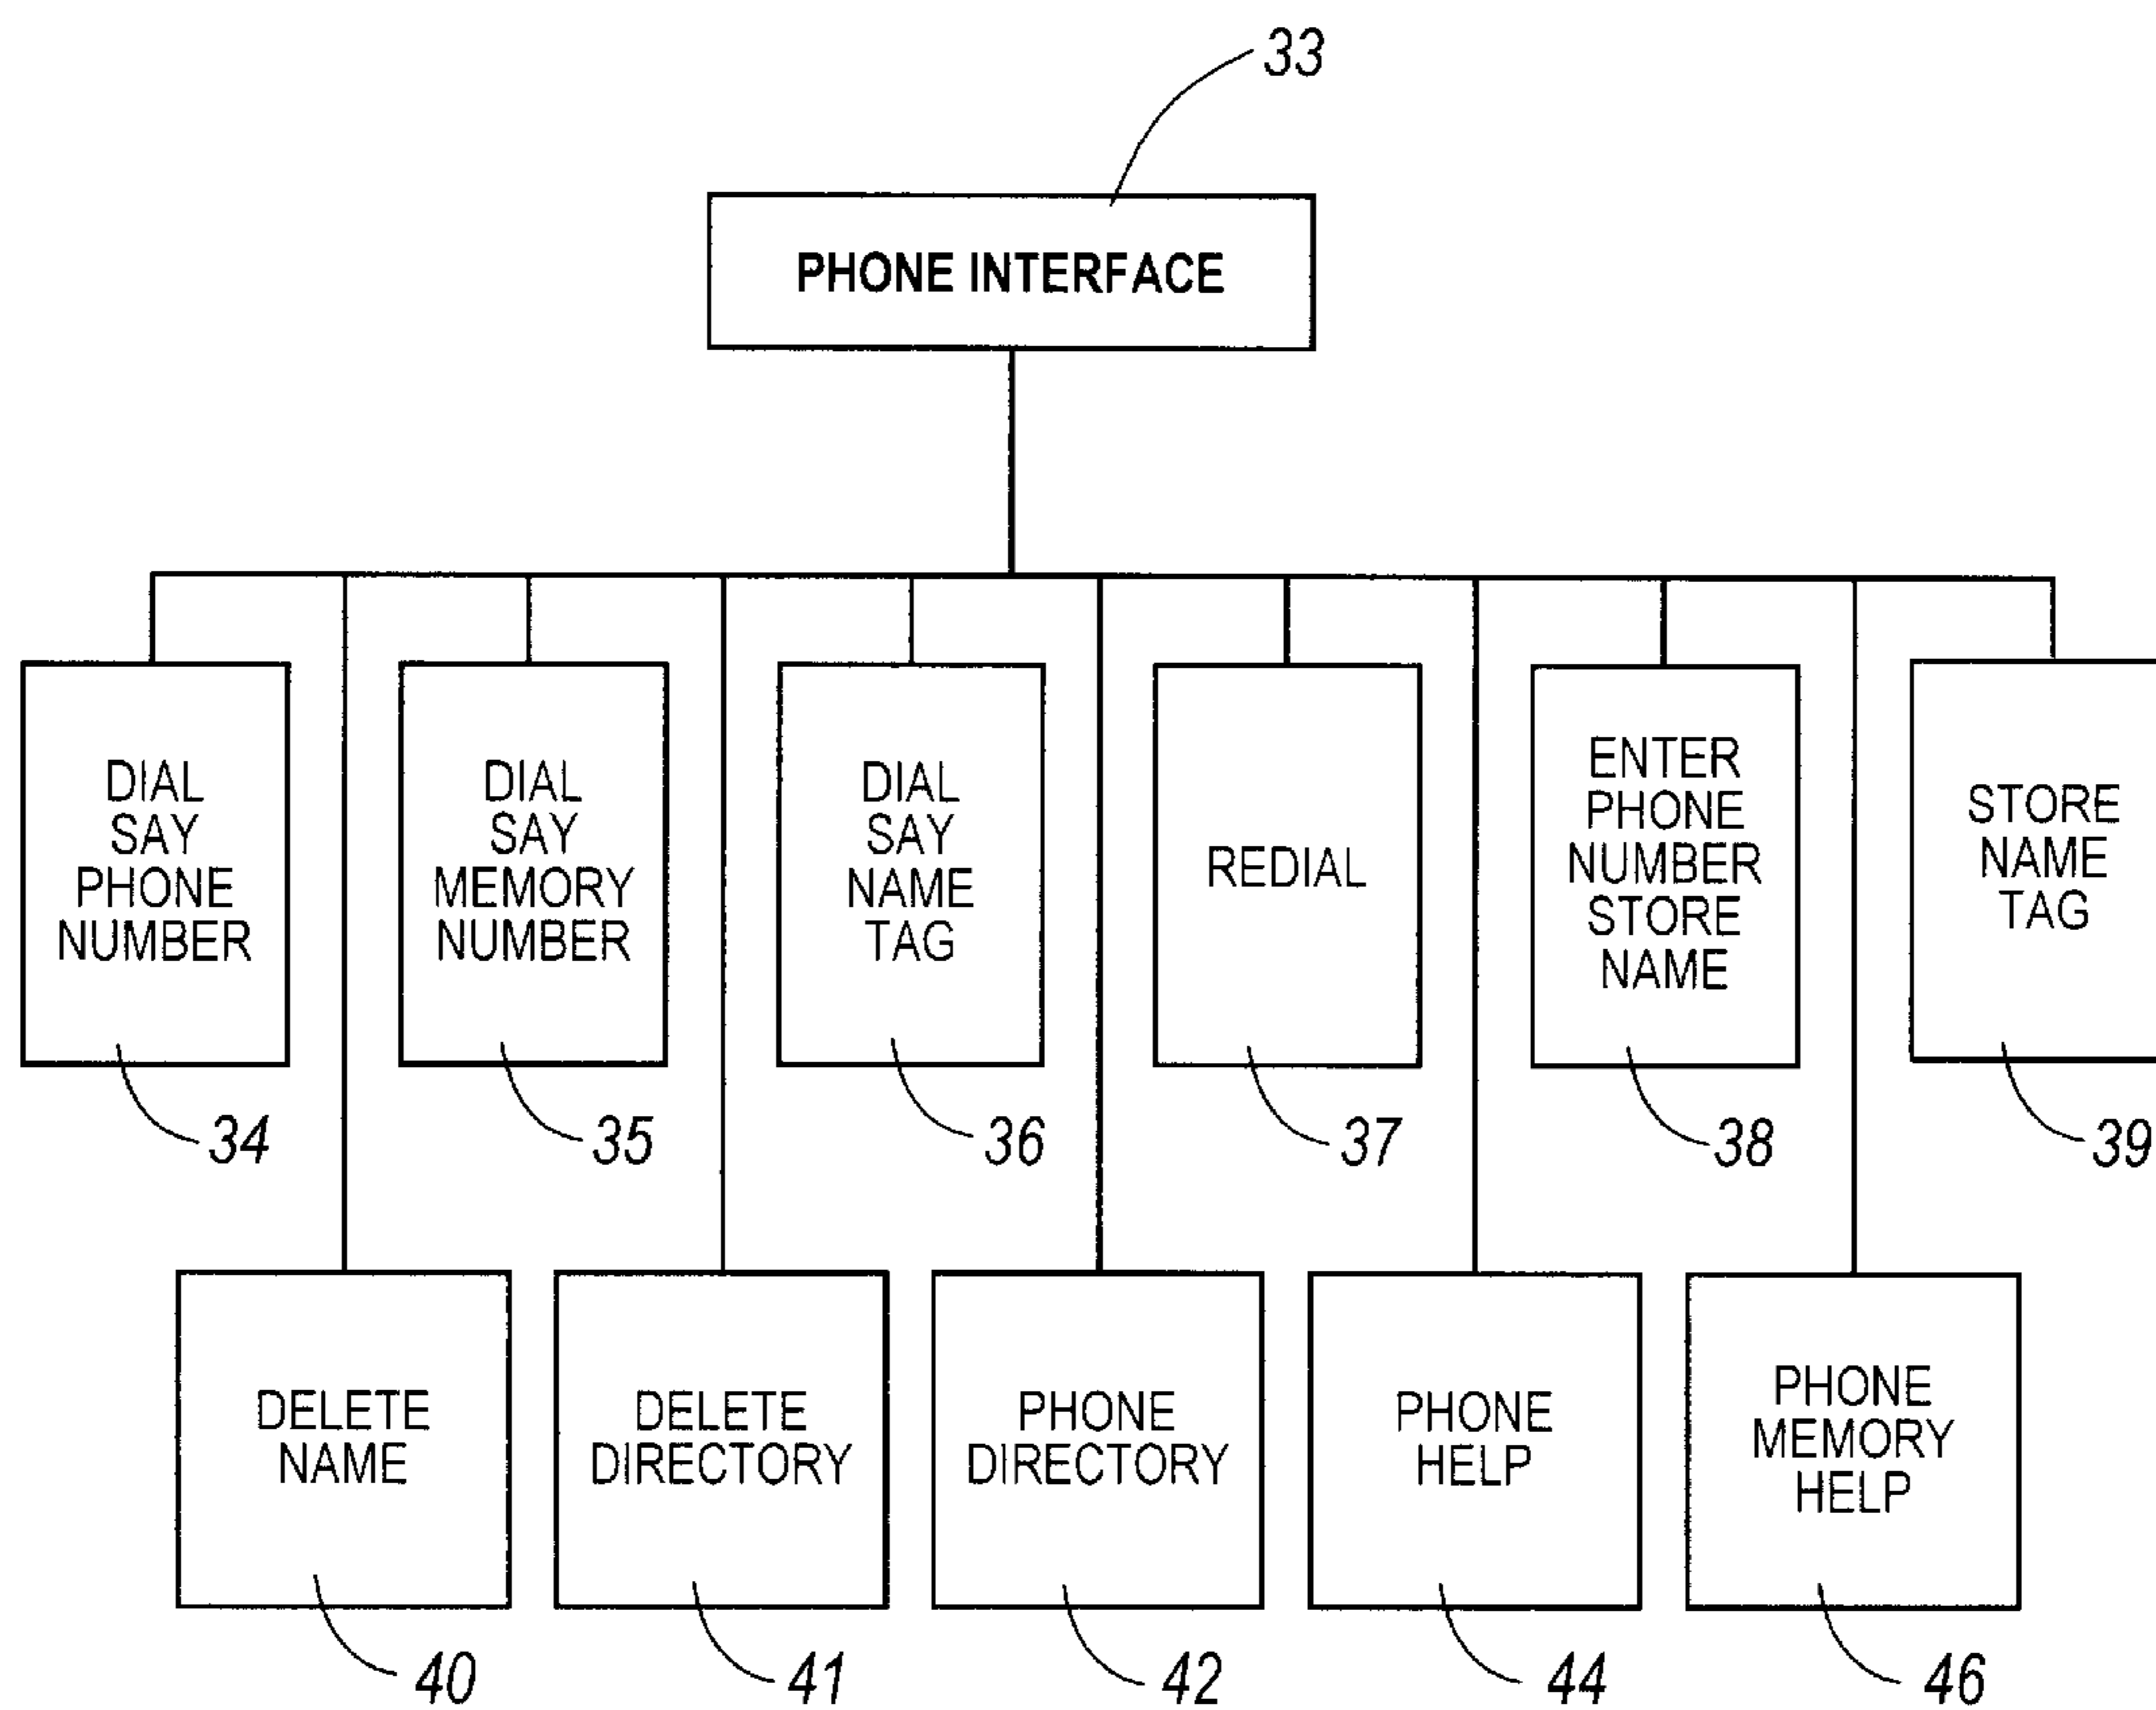 33
PHONE INTERFACE
DIAL
SAY
PHONE
NUMBER
34
DIAL
SAY
MEMORY
NUMBER
35
DIAL
SAY
NAME
TAG
36
REDIAL
37
ENTER
PHONE
NUMBER
STORE
NAME
38
STORE
NAME
TAG
39
DELETE
NAME
40
DELETE
DIRECTORY
41
PHONE
DIRECTORY
42
PHONE
HELP
44
PHONE
MEMORY
HELP
46